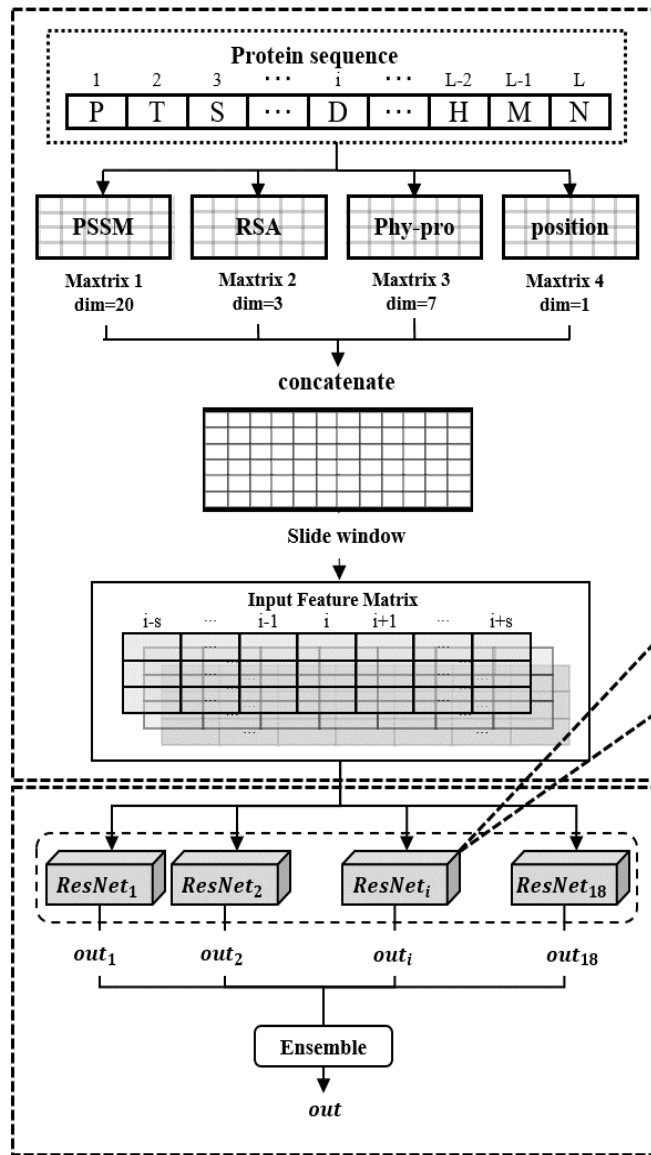 Protein sequence
1 2 3 ··· i ··· L-2 L-1 L
P T S ··· D ··· H M N
PSSM RSA Phy-pro position
Maxtrix 1 Maxtrix 2 Maxtrix 3 Maxtrix 4
dim=20 dim=3 dim=7 dim=1
concatenate
Slide window
Input Feature Matrix
i-s ... i-1 i i+1 ... i+s
... ...
... ...
... ...
... ...
... ...
ResNet₁ ResNet₂ ResNetᵢ ResNet₁₈
out₁ out₂ outᵢ out₁₈
Ensemble
out